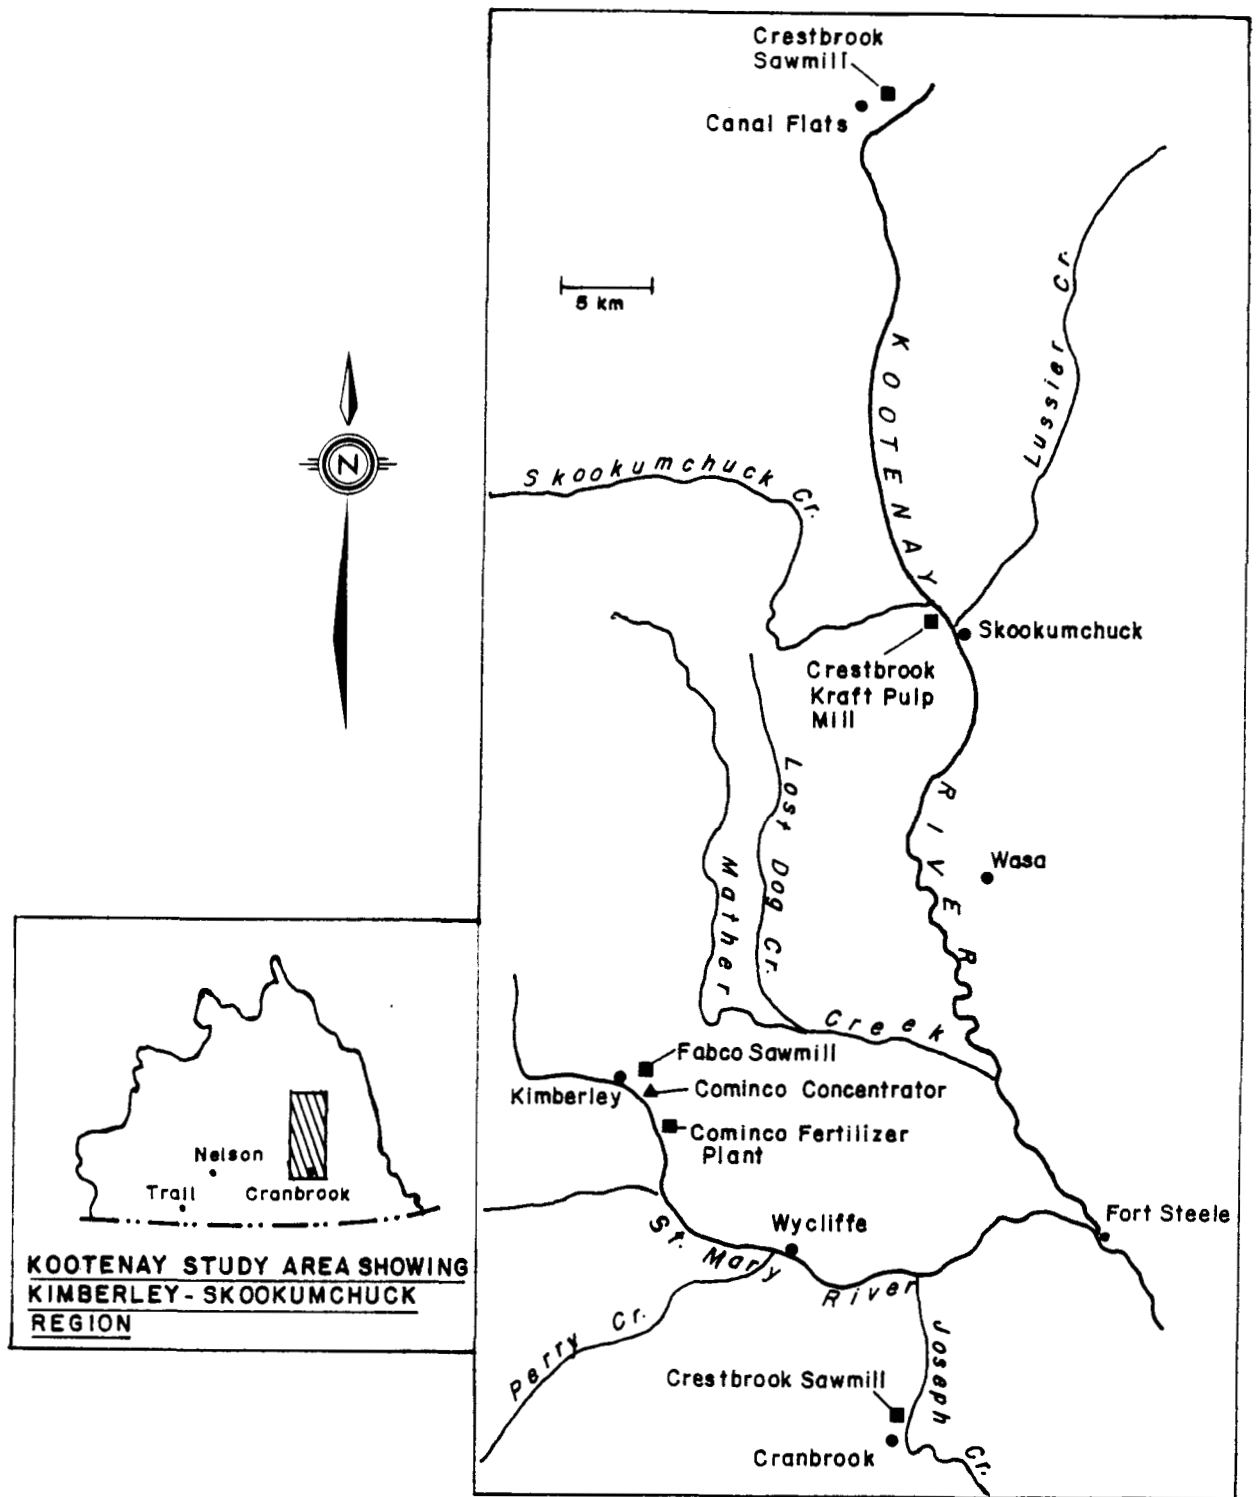 Crestbrook
Sawmill
Canal Flats
5 km
Lussier Cr.
KOOTENAY
Skookumchuck Cr.
N
Skookumchuck
Crestbrook
Kraft Pulp
Mill
Lost Dog Cr.
RIVER
Wasa
Mather
Creek
Fabco Sawmill
Kimberley
Cominco Concentrator
Cominco Fertilizer
Plant
Nelson
Trail
Cranbrook
Fort Steele
Wycliffe
St. Mary
River
KOOTENAY STUDY AREA SHOWING
KIMBERLEY - SKOOKUMCHUCK
REGION
Perry Cr.
Joseph Cr.
Crestbrook Sawmill
Cranbrook